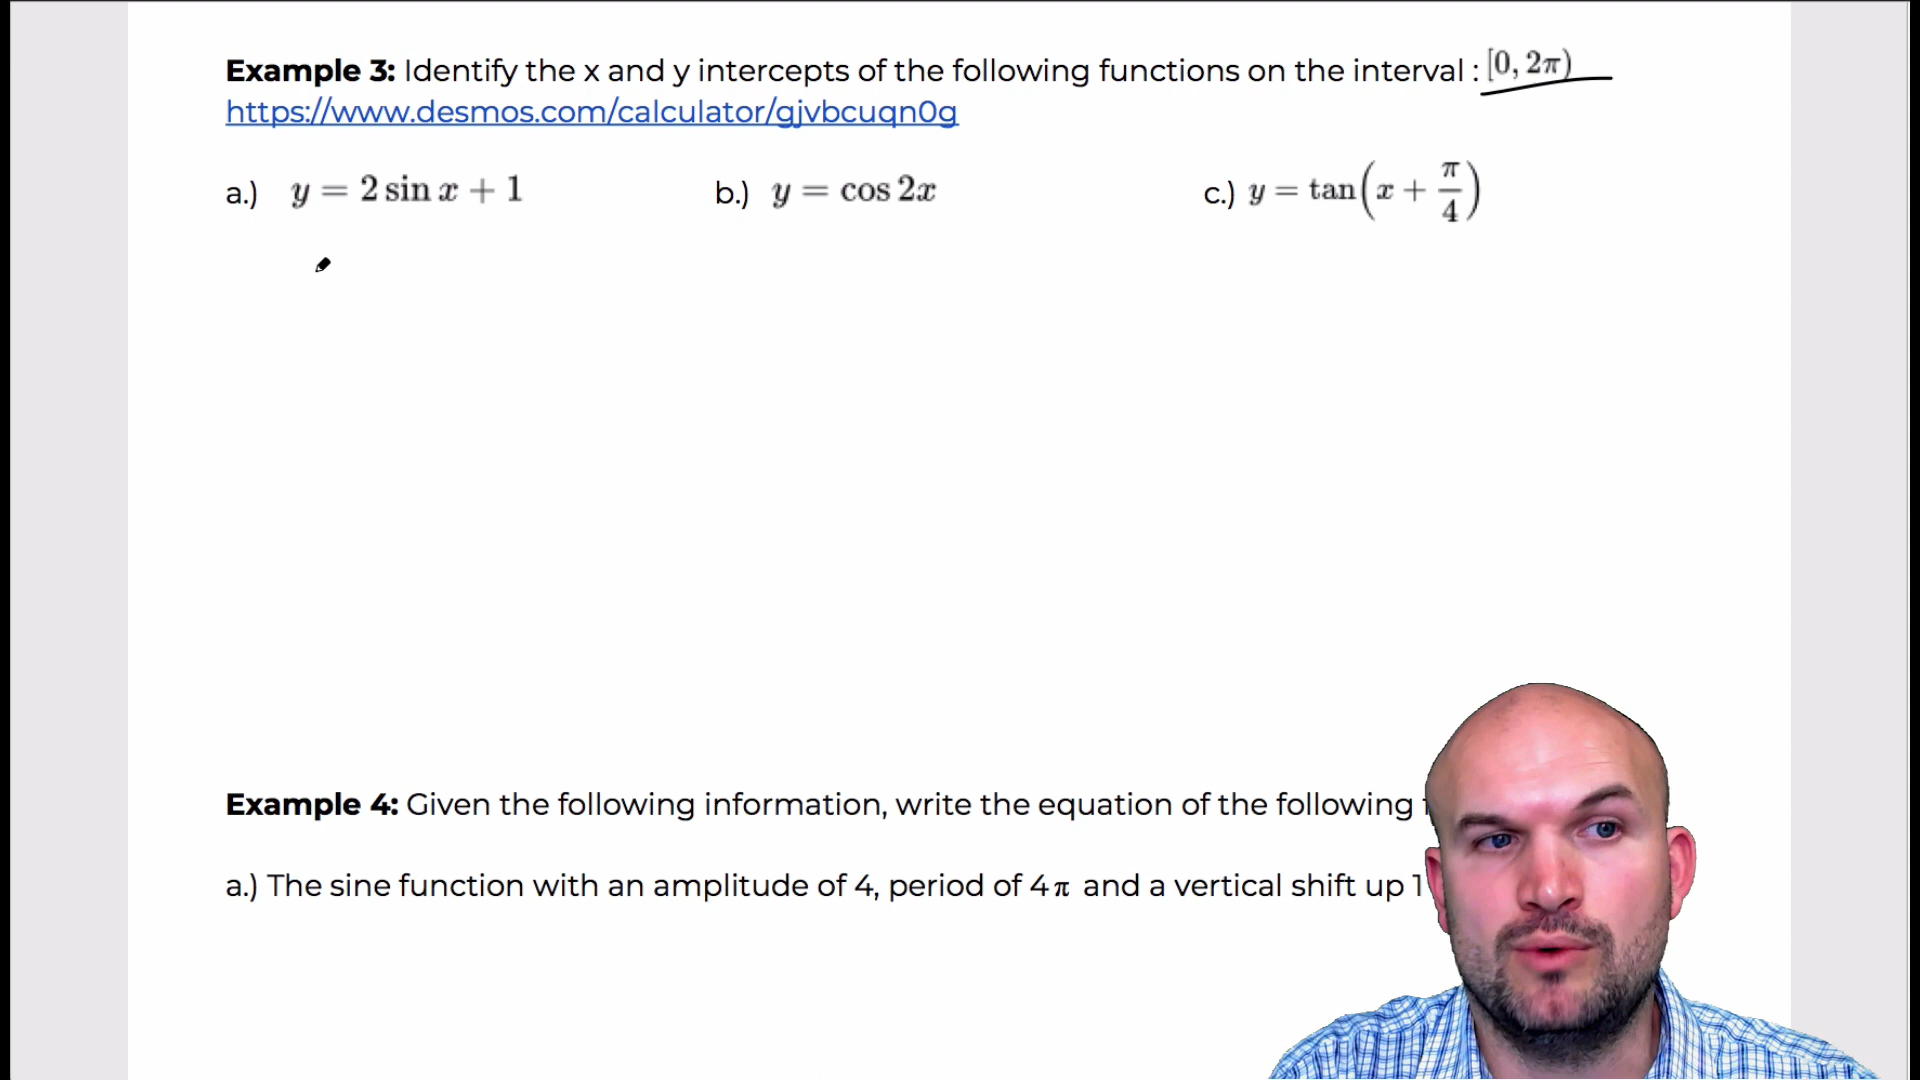 Example 3: Identify the x and y intercepts of the following functions on the interval : [0, 2π)
https://www.desmos.com/calculator/gjvbcuqn0g
a.) y = 2 sin x + 1 b.) y = cos 2x c.) y = tan(x + π/4)
Example 4: Given the following information, write the equation of the following
a.) The sine function with an amplitude of 4, period of 4π and a vertical shift up 1